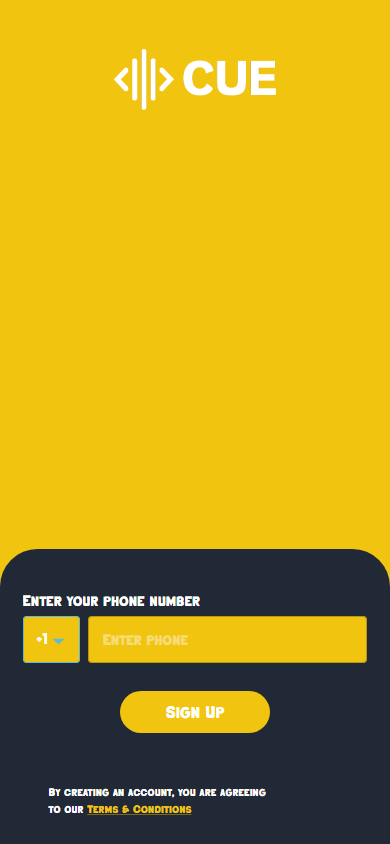 CUE
Enter your phone number
+1
Enter phone
Sign Up
By creating an account, you are agreeing
to our Terms & Conditions